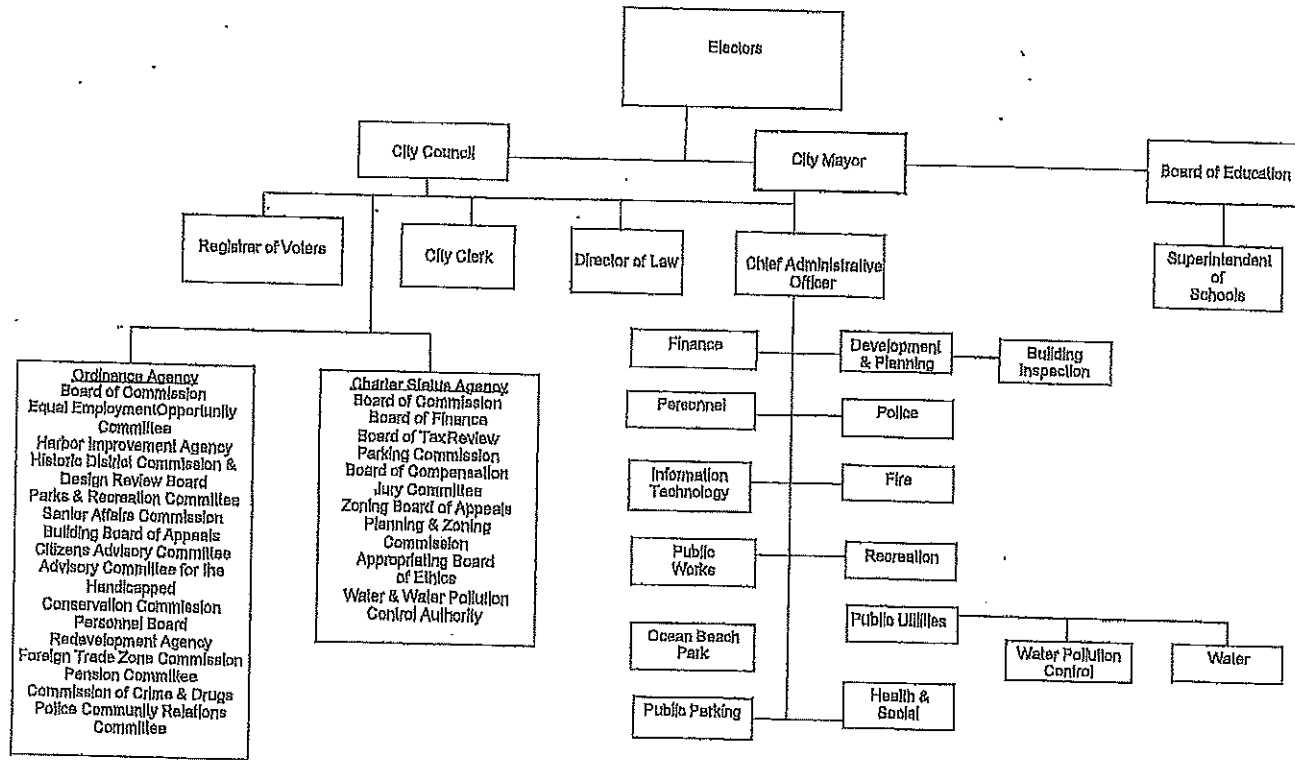 Electors
City Council
City Mayor
Board of Education
Registrar of Voters
City Clerk
Director of Law
Chief Administrative
Officer
Superintendent
of
Schools
Finance
Development
& Planning
Building
Inspection
Personnel
Police
Information
Technology
Fire
Public
Works
Recreation
Ocean Beach
Park
Public Utilities
Water Pollution
Control
Water
Public Parking
Health &
Social
Ordinance Agency
Board of Commission
Equal EmploymentOpportunity
Committee
Harbor Improvement Agency
Historic District Commission &
Design Review Board
Parks & Recreation Committee
Senior Affairs Commission
Building Board of Appeals
Citizens Advisory Committee
Advisory Committee for the
Handicapped
Conservation Commission
Personnel Board
Redevelopment Agency
Foreign Trade Zone Commission
Pension Committee
Commission of Crime & Drugs
Police Community Relations
Committee
Charter Status Agency
Board of Commission
Board of Finance
Board of TaxReview
Parking Commission
Board of Compensation
Jury Committee
Zoning Board of Appeals
Planning & Zoning
Commission
Appropriating Board
of Ethics
Water & Water Pollution
Control Authority